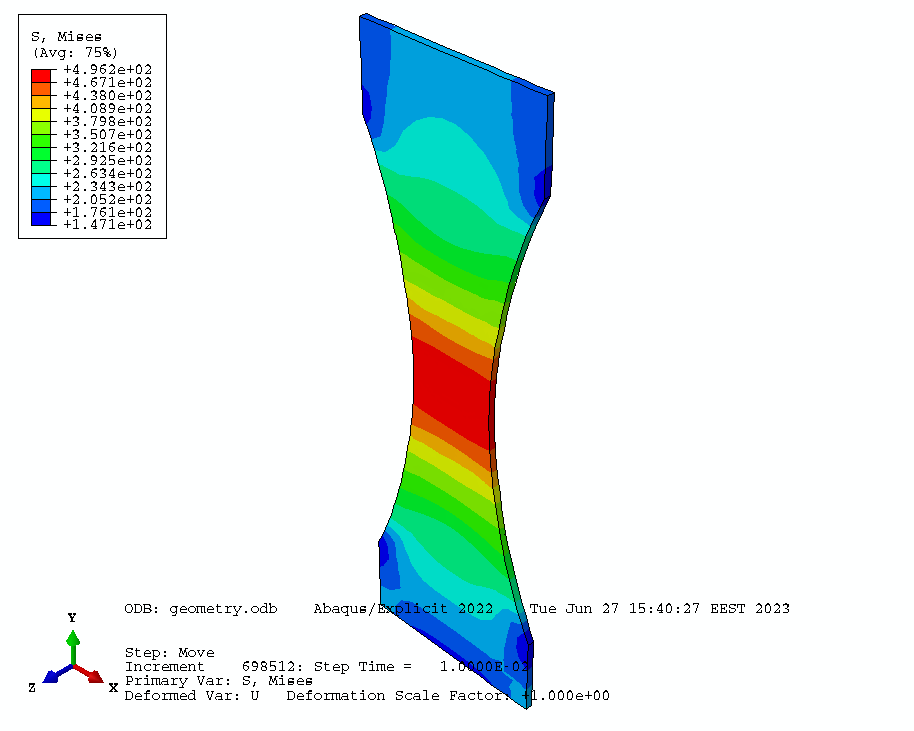 S, Mises
(Avg: 75%)
+4.962e+02
+4.671e+02
+4.380e+02
+4.089e+02
+3.798e+02
+3.507e+02
+3.216e+02
+2.925e+02
+2.634e+02
+2.343e+02
+2.052e+02
+1.761e+02
+1.471e+02
Y
Z
X
ODB: geometry.odb Abaqus/Explicit 2022 Tue Jun 27 15:40:27 EEST 2023
Step: Move
Increment 698512: Step Time = 1.0000E-02
Primary Var: S, Mises
Deformed Var: U Deformation Scale Factor: +1.000e+00